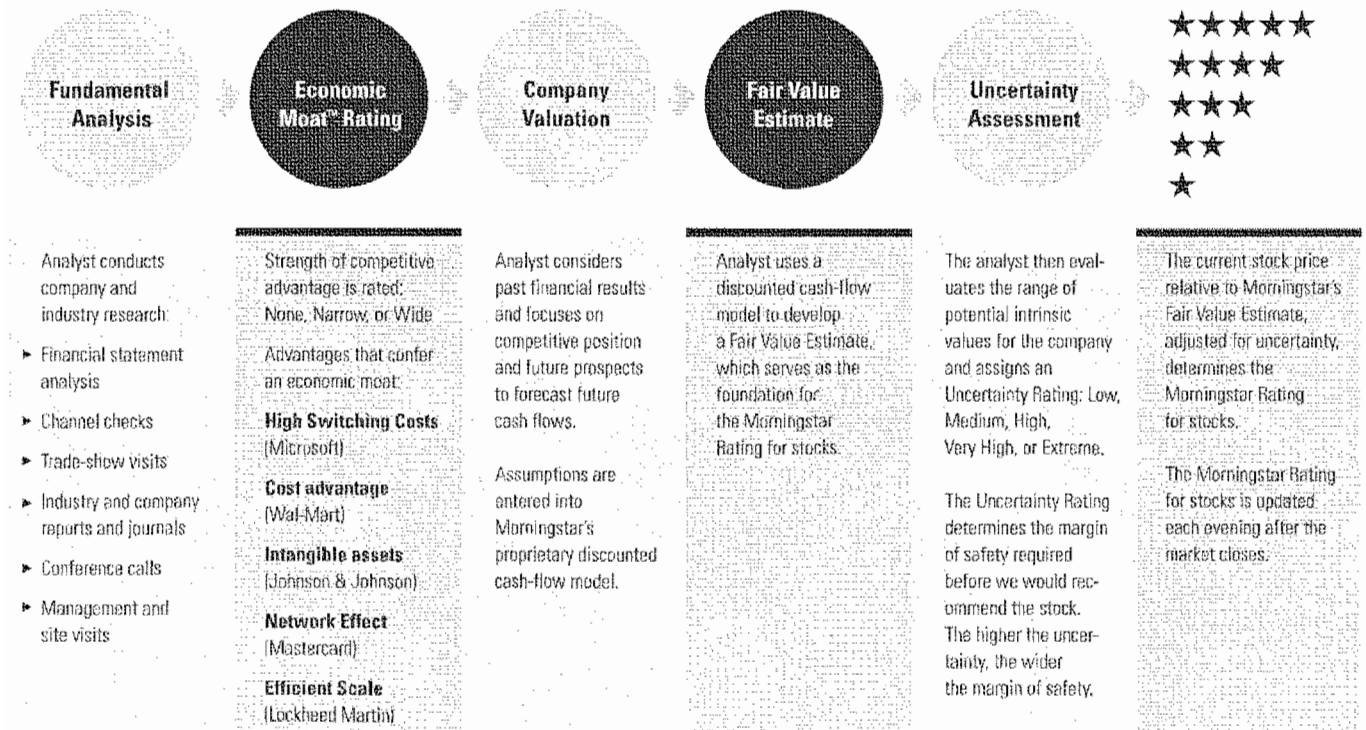 Fundamental
Analysis
Economic
Moat™ Rating
Company
Valuation
Fair Value
Estimate
Uncertainty
Assessment
Analyst conducts
company and
industry research:
Financial statement
analysis
Channel checks
Trade-show visits
Industry and company
reports and journals
Conference calls
Management and
site visits
Strength of competitive
advantage is rated:
None, Narrow, or Wide
Advantages that confer
an economic moat:
High Switching Costs
(Microsoft)
Cost advantage
(Wal-Mart)
Intangible assets
(Johnson & Johnson)
Network Effect
(Mastercard)
Efficient Scale
(Lockheed Martin)
Analyst considers
past financial results
and focuses on
competitive position
and future prospects
to forecast future
cash flows.
Assumptions are
entered into
Morningstar's
proprietary discounted
cash-flow model.
Analyst uses a
discounted cash-flow
model to develop
a Fair Value Estimate,
which serves as the
foundation for
the Morningstar
Rating for stocks.
The analyst then eval-
uates the range of
potential intrinsic
values for the company
and assigns an
Uncertainty Rating: Low,
Medium, High,
Very High, or Extreme.
The Uncertainty Rating
determines the margin
of safety required
before we would rec-
ommend the stock.
The higher the uncer-
tainty, the wider
the margin of safety.
The current stock price
relative to Morningstar's
Fair Value Estimate,
adjusted for uncertainty,
determines the
Morningstar Rating
for stocks.
The Morningstar Rating
for stocks is updated
each evening after the
market closes.